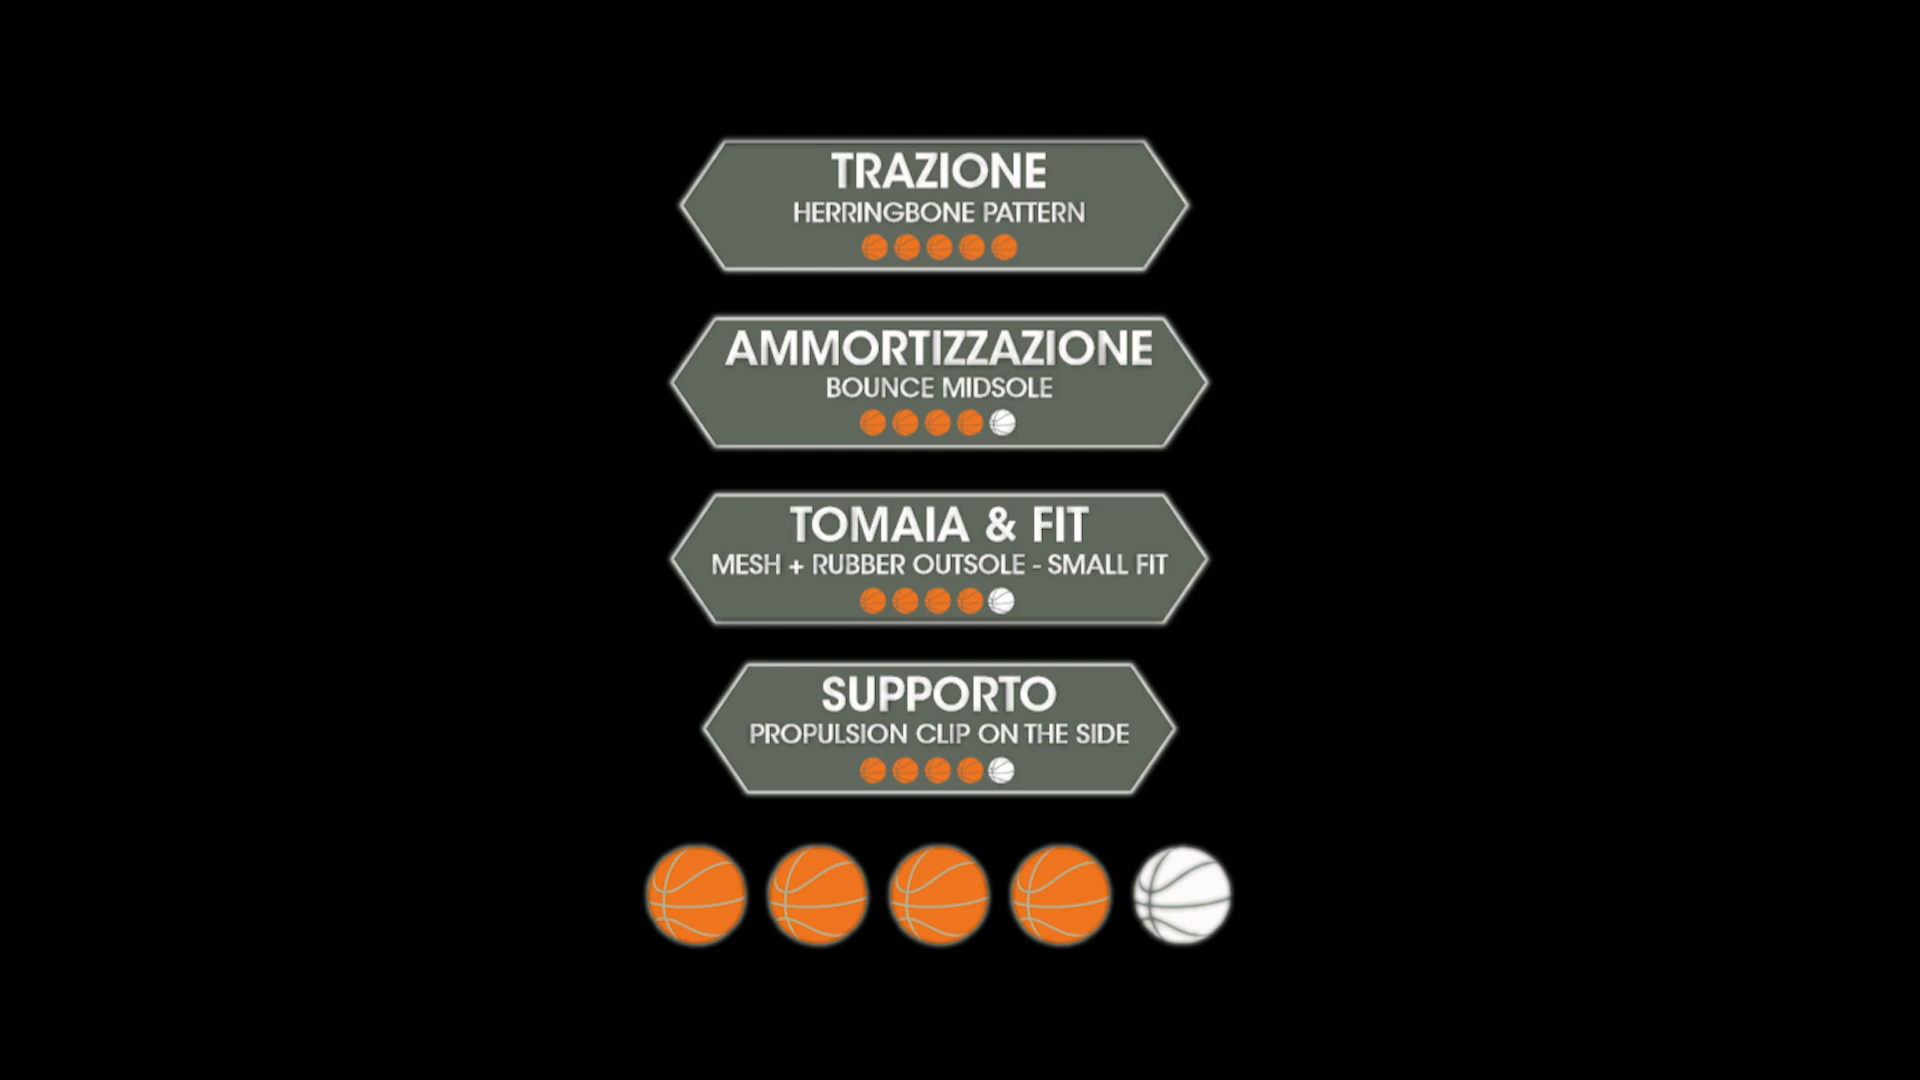 TRAZIONE
HERRINGBONE PATTERN
AMMORTIZZAZIONE
BOUNCE MIDSOLE
TOMAIA & FIT
MESH + RUBBER OUTSOLE - SMALL FIT
SUPPORTO
PROPULSION CLIP ON THE SIDE